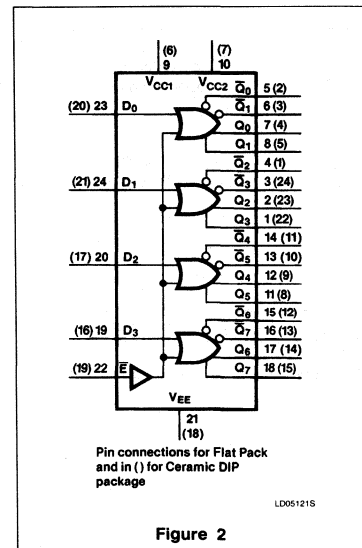 (6) (7)
9 10
VCC1 VCC2
Q̅0 5 (2)
(20) 23 D0 Q̅1 6 (3)
Q0 7 (4)
Q1 8 (5)
Q̅2 4 (1)
(21) 24 D1 Q̅3 3 (24)
Q2 2 (23)
Q3 1 (22)
Q̅4 14 (11)
(17) 20 D2 Q̅5 13 (10)
Q4 12 (9)
Q5 11 (8)
Q̅6 15 (12)
(16) 19 D3 Q̅7 16 (13)
Q6 17 (14)
(19) 22 E̅ Q7 18 (15)
VEE
21
(18)
Pin connections for Flat Pack
and in ( ) for Ceramic DIP
package
LD05121S
Figure 2